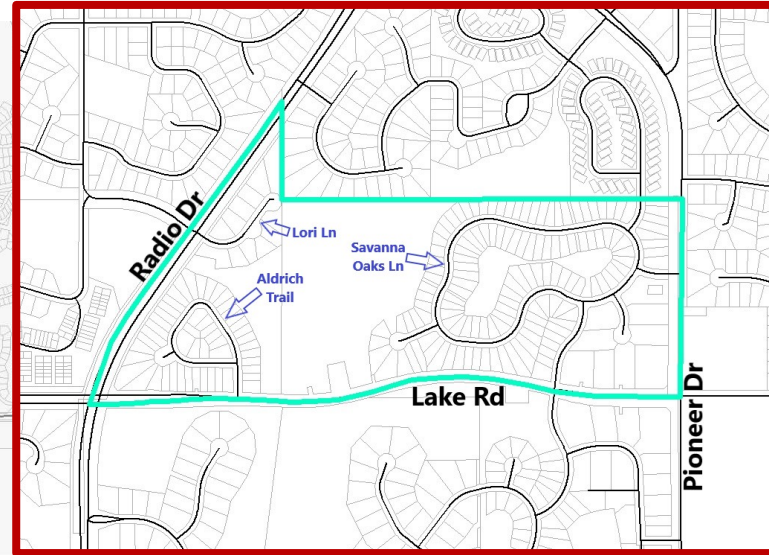 Radio Dr
Lori Ln
Savanna
Oaks Ln
Aldrich
Trail
Lake Rd
Pioneer Dr